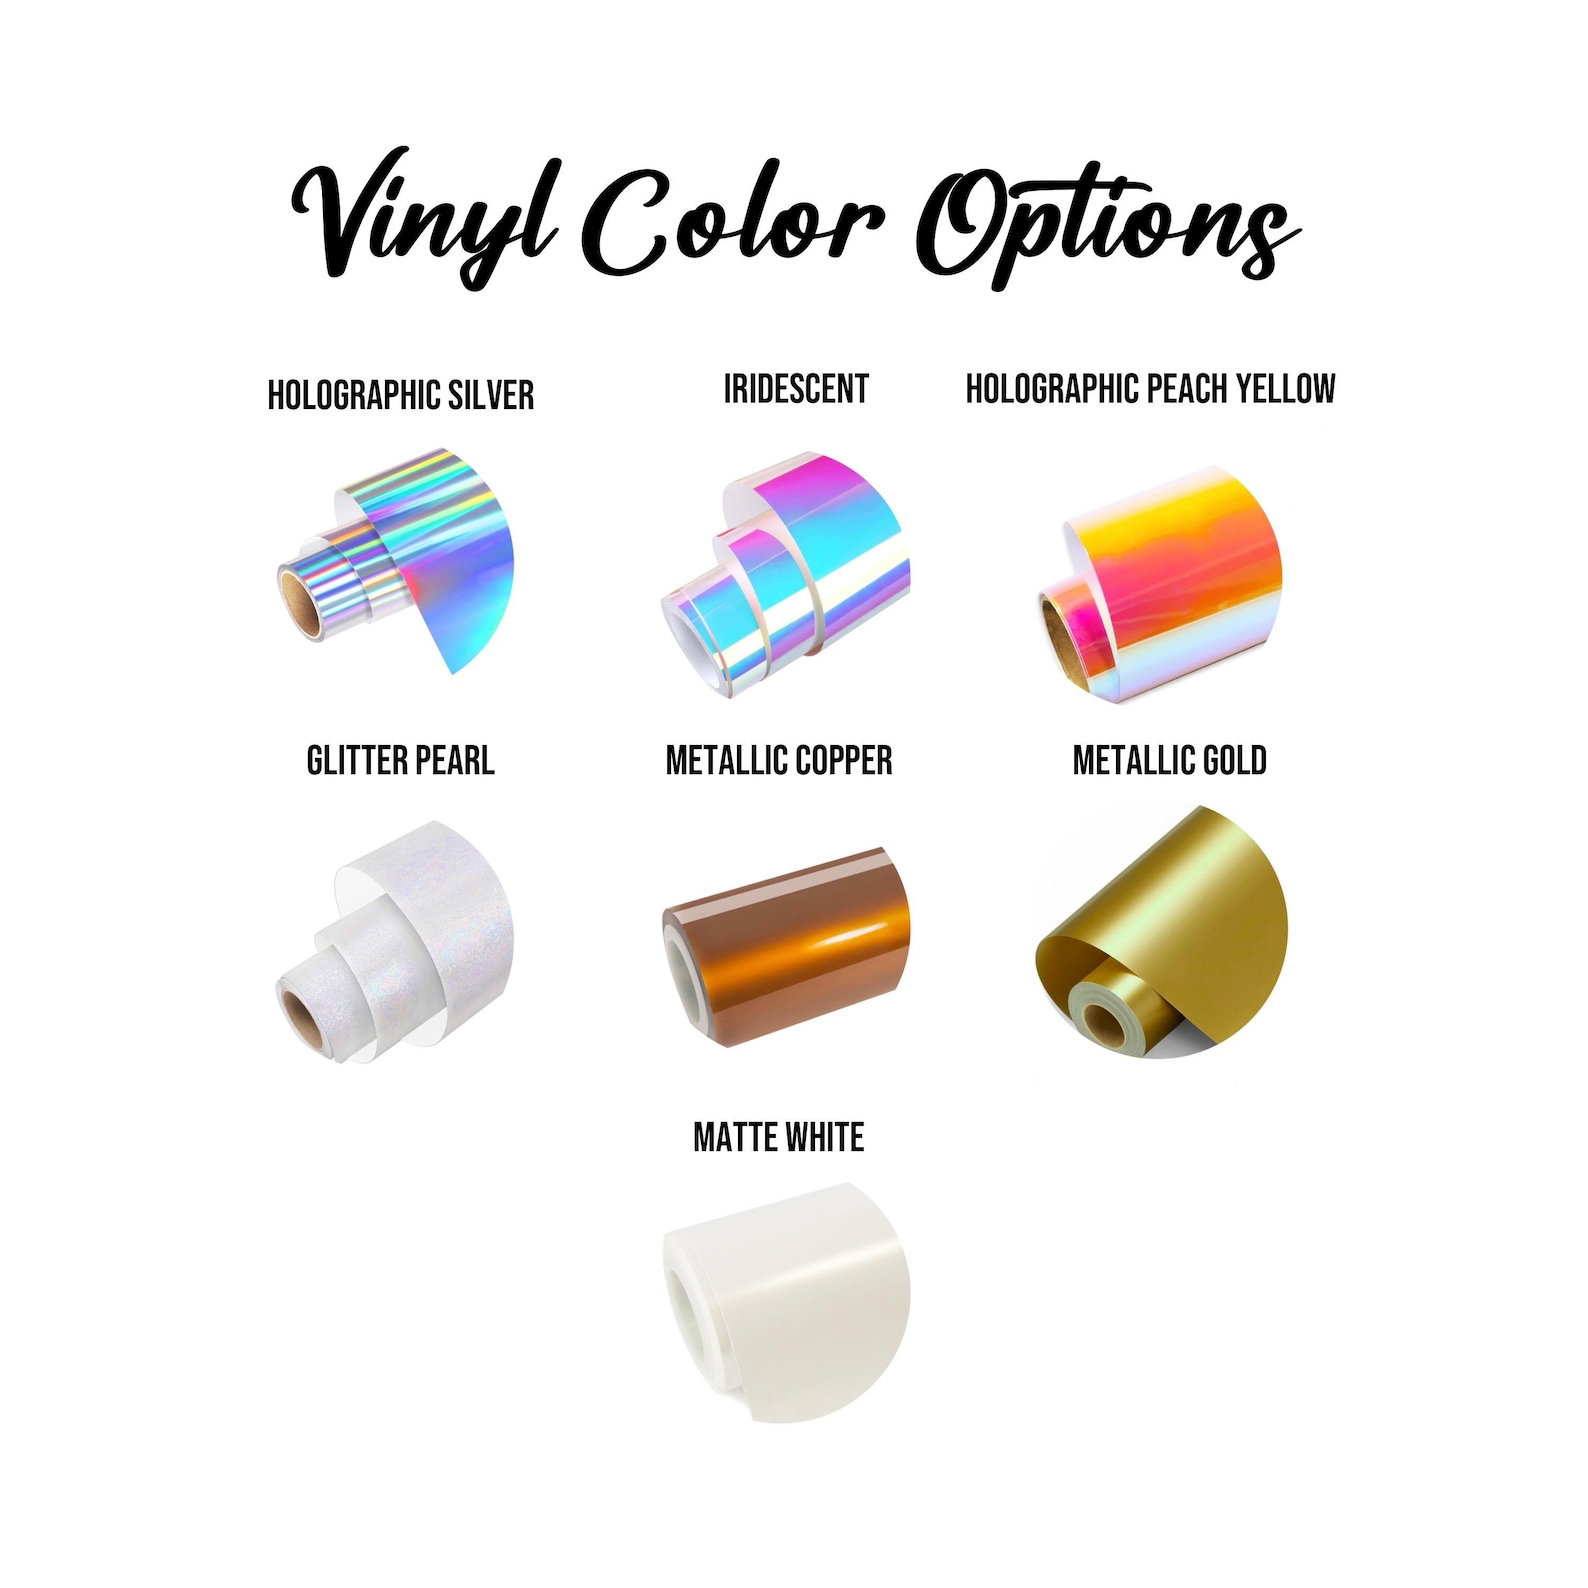 Vinyl Color Options
HOLOGRAPHIC SILVER
IRIDESCENT
HOLOGRAPHIC PEACH YELLOW
GLITTER PEARL
METALLIC COPPER
METALLIC GOLD
MATTE WHITE